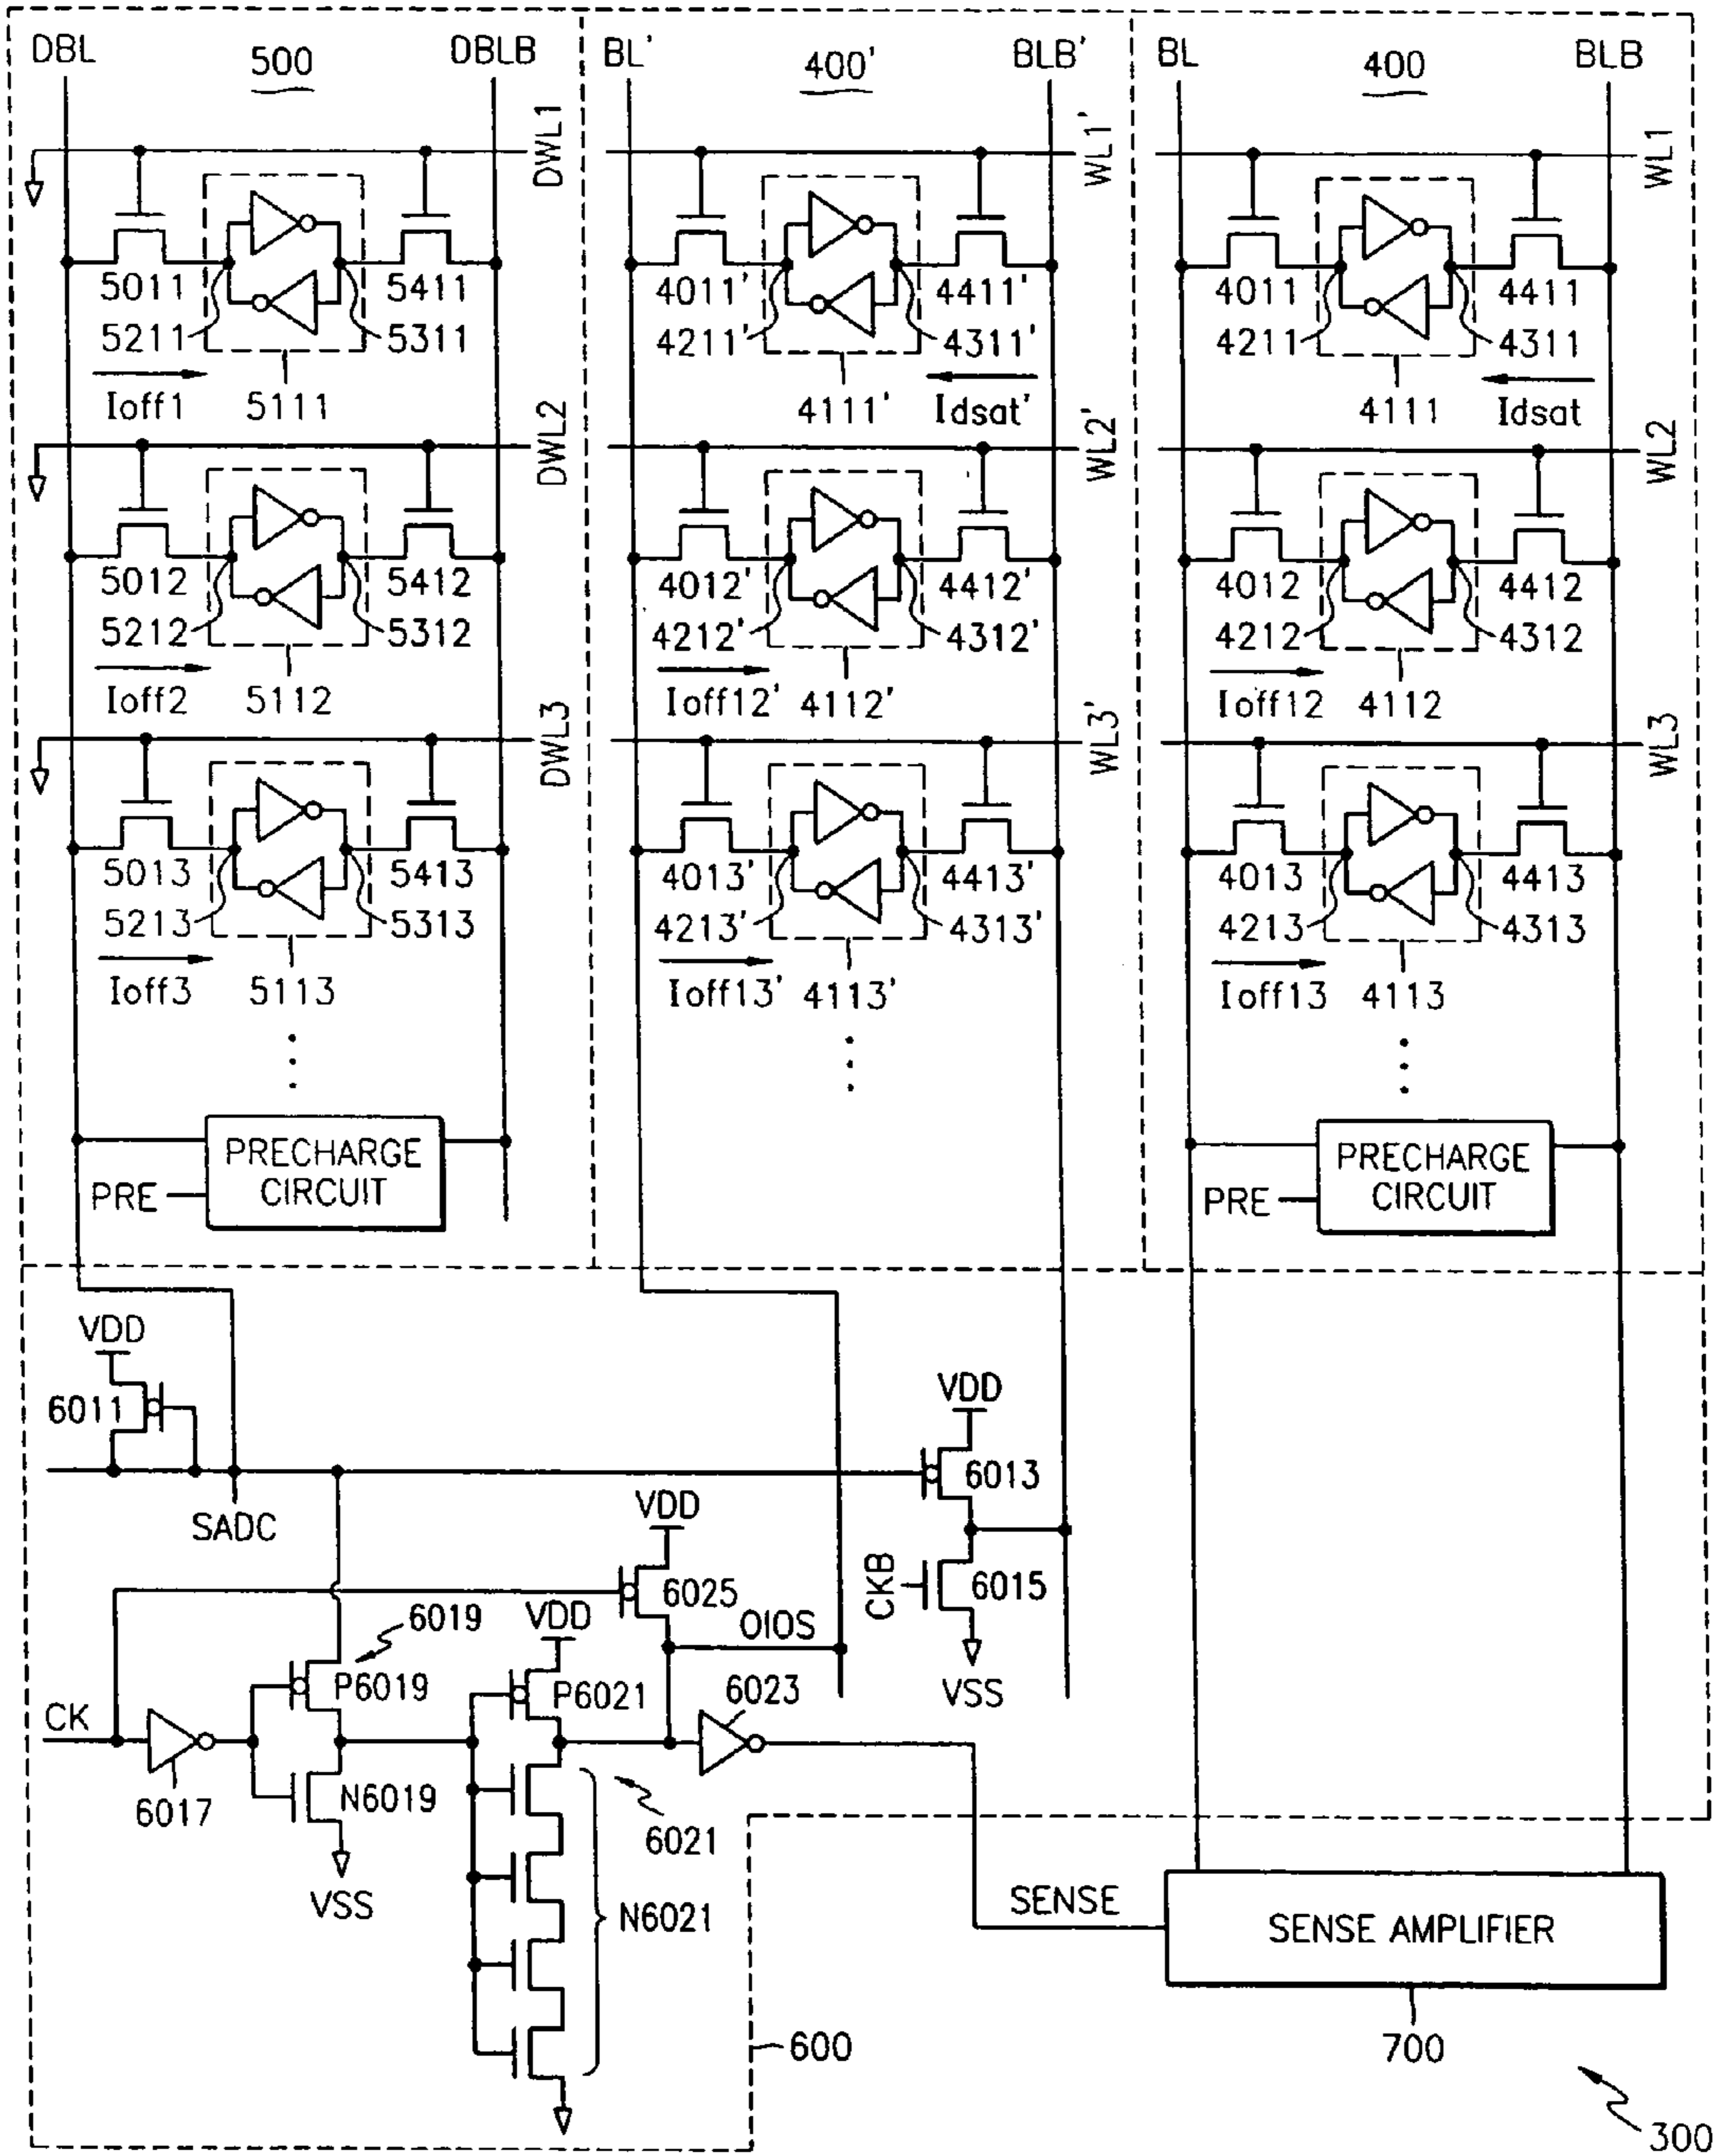 DBL 500 OBLB BL' 400' BLB' BL 400 BLB
DWL1 WL1' WL1
5011 5411 4011' 4411' 4011 4411
5211 5311 4211' 4311' 4211 4311
Ioff1 5111 4111' Idsat' 4111 Idsat
DWL2 WL2' WL2
5012 5412 4012' 4412' 4012 4412
5212 5312 4212' 4312' 4212 4312
Ioff2 5112 Ioff12' 4112' Ioff12 4112
DWL3 WL3' WL3
5013 5413 4013' 4413' 4013 4413
5213 5313 4213' 4313' 4213 4313
Ioff3 5113 Ioff13' 4113' Ioff13 4113
PRECHARGE CIRCUIT
PRE
PRECHARGE CIRCUIT
PRE
VDD
6011
VDD
6013
SADC
VDD
6025
CKB
6015
VSS
OIOS
6019
P6019
VDD
P6021
6023
CK
6017
N6019
VSS
6021
N6021
SENSE
SENSE AMPLIFIER
600
700
300